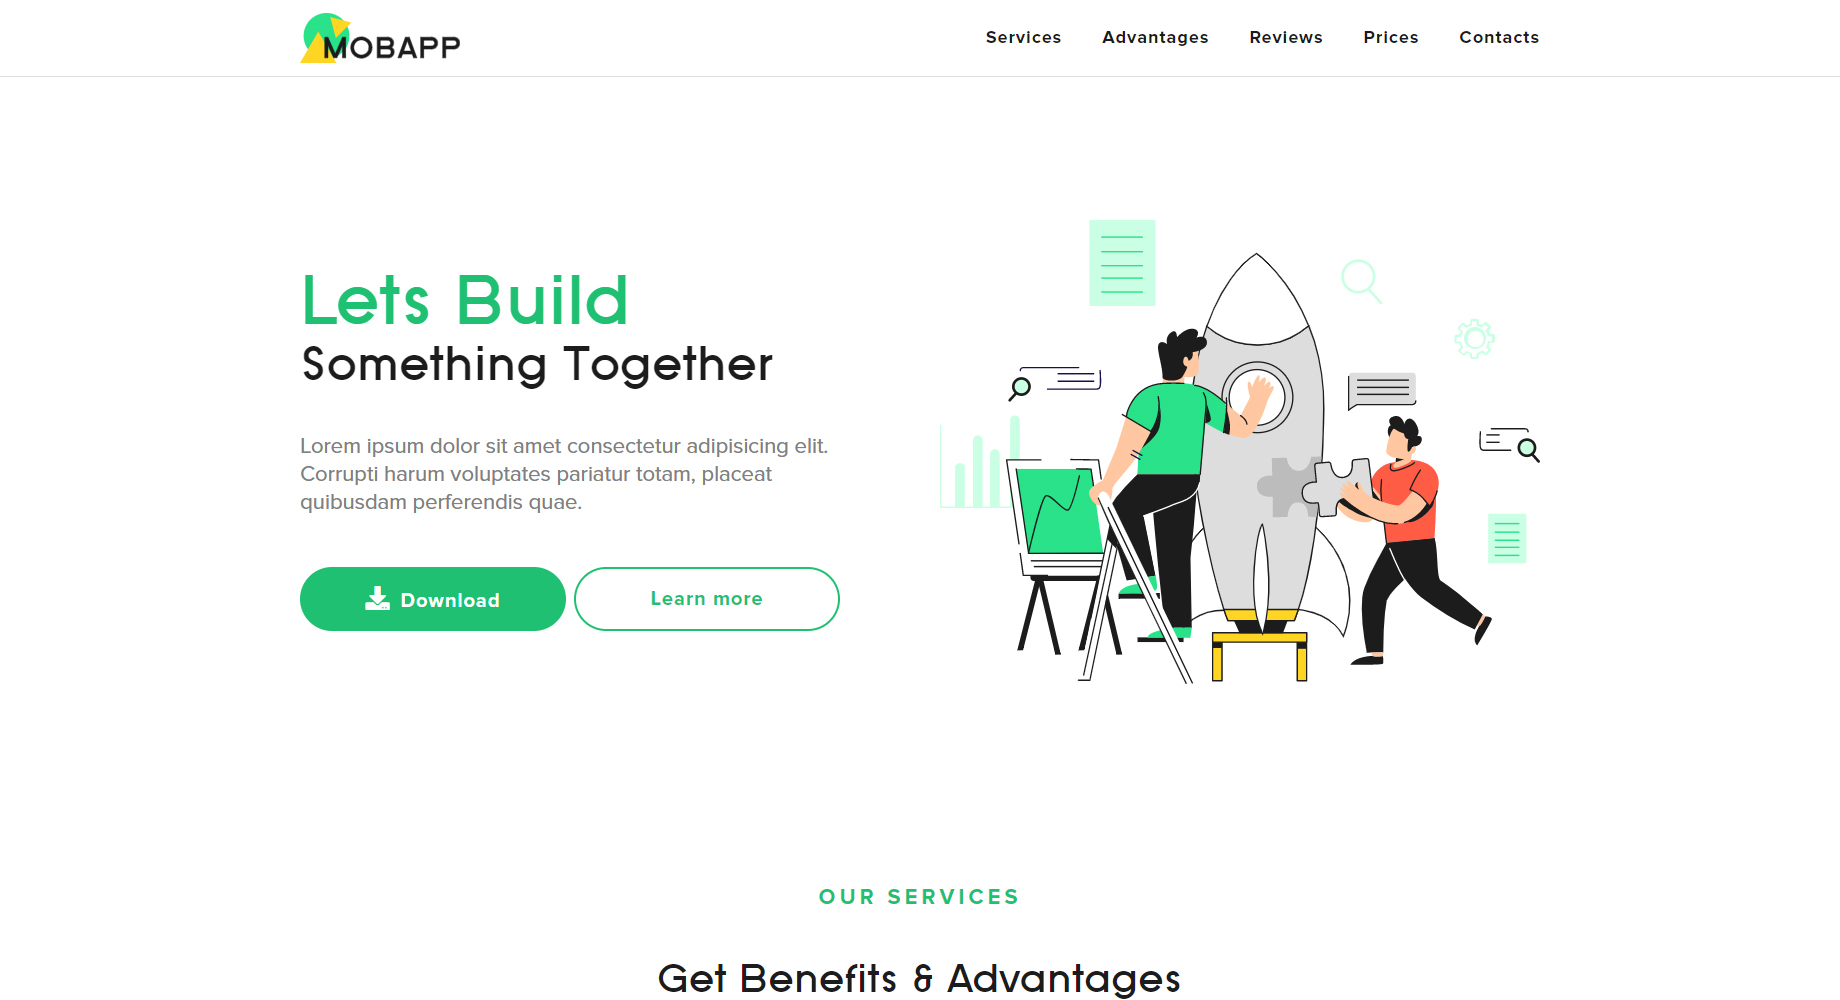 MOBAPP
Services Advantages Reviews Prices Contacts
Lets Build
Something Together
Lorem ipsum dolor sit amet consectetur adipisicing elit.
Corrupti harum voluptates pariatur totam, placeat
quibusdam perferendis quae.
Download Learn more
OUR SERVICES
Get Benefits & Advantages